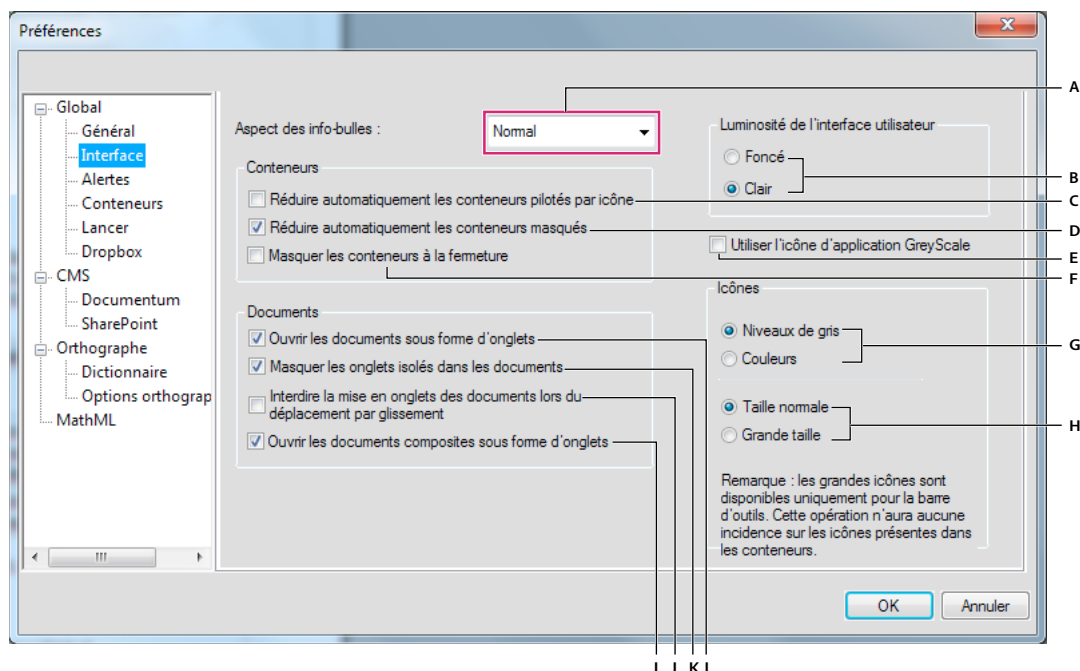 Préférences
Global
Général
Interface
Alertes
Conteneurs
Lancer
Dropbox
CMS
Documentum
SharePoint
Orthographe
Dictionnaire
Options orthograp
MathML
Aspect des info-bulles :
Normal
Conteneurs
Réduire automatiquement les conteneurs pilotés par icône
Réduire automatiquement les conteneurs masqués
Masquer les conteneurs à la fermeture
Documents
Ouvrir les documents sous forme d'onglets
Masquer les onglets isolés dans les documents
Interdire la mise en onglets des documents lors du
déplacement par glissement
Ouvrir les documents composites sous forme d'onglets
Luminosité de l'interface utilisateur
Foncé
Clair
Utiliser l'icône d'application GreyScale
Icônes
Niveaux de gris
Couleurs
Taille normale
Grande taille
Remarque : les grandes icônes sont
disponibles uniquement pour la barre
d'outils. Cette opération n'aura aucune
incidence sur les icônes présentes dans
les conteneurs.
OK
Annuler
A
B
C
D
E
F
G
H
K